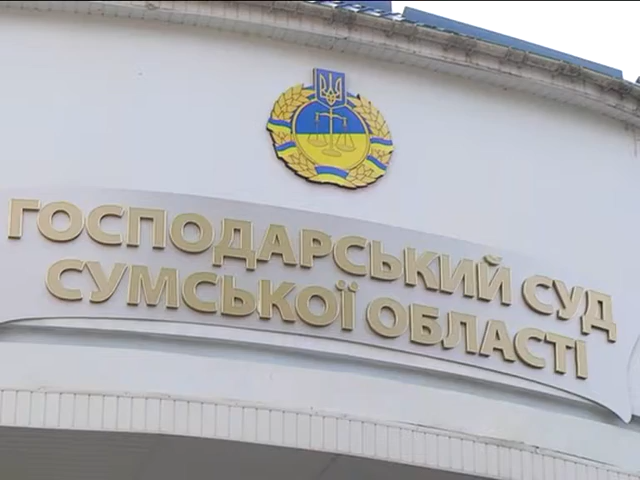 ГОСПОДАРСЬКИЙ СУД
СУМСЬКОЇ ОБЛАСТІ